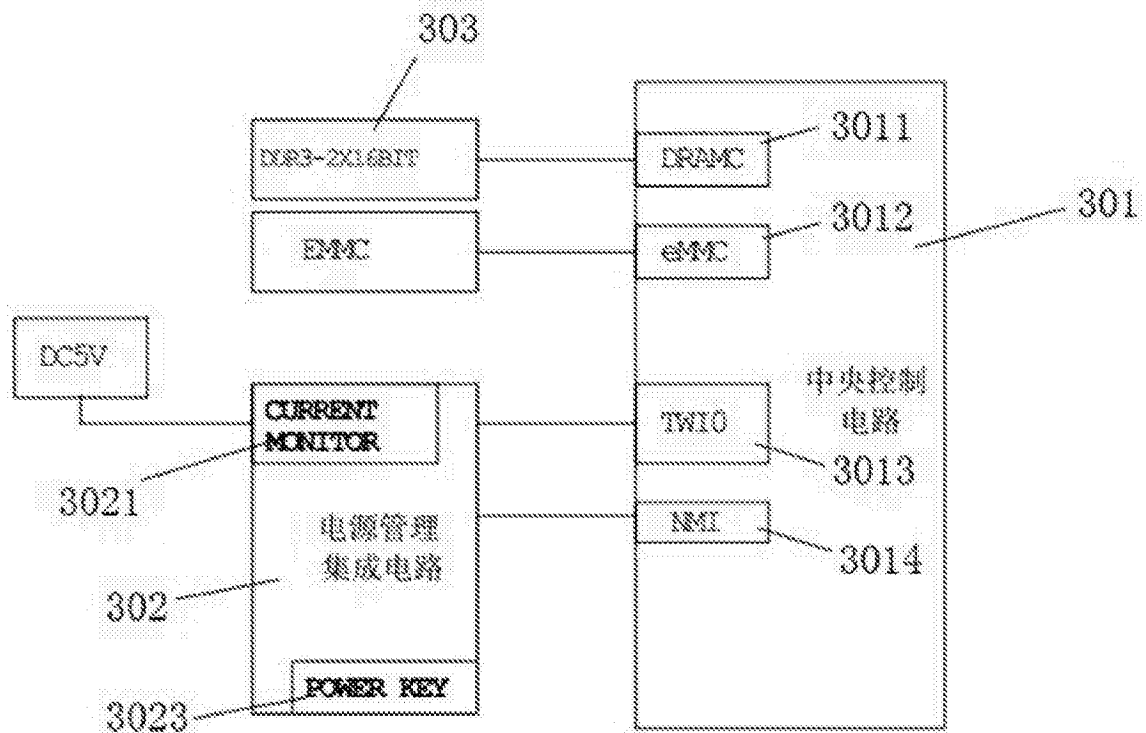 303
DDR3-2X16BIT
DRAMC
3011
EMMC
eMMC
3012
301
DC5V
CURRENT
MONITOR
TWI0
中央控制
电路
3013
3021
电源管理
集成电路
NMI
3014
302
POWER KEY
3023